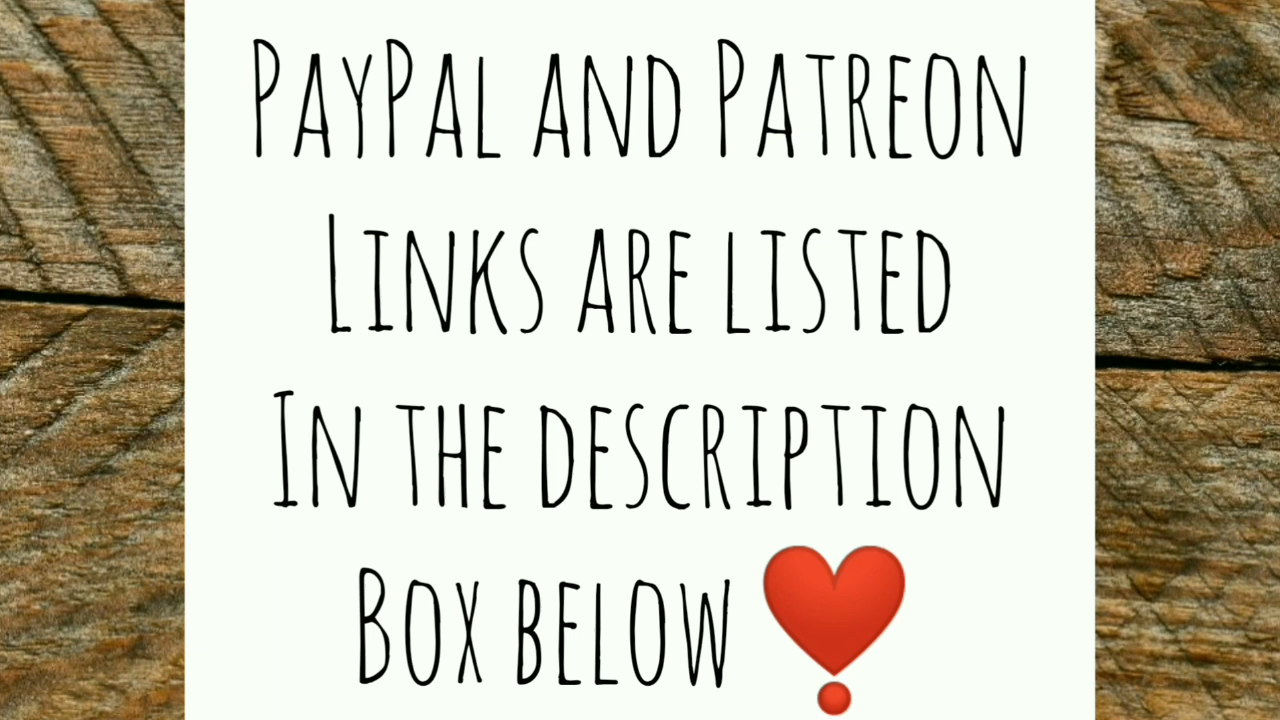 PayPal and Patreon
Links are listed
In the description
Box below ❣